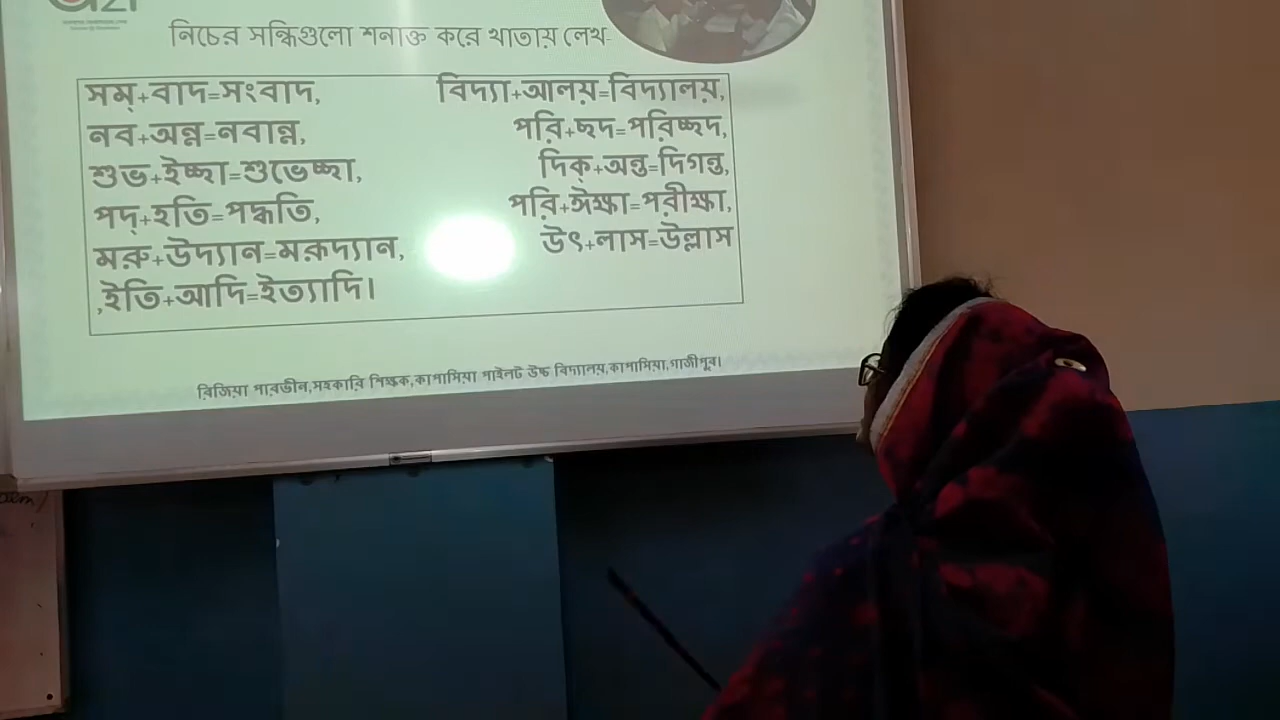 নিচের সন্ধিগুলো শনাক্ত করে খাতায় লেখ-
সম্+বাদ=সংবাদ, বিদ্যা+আলয়=বিদ্যালয়,
নব+অন্ন=নবান্ন, পরি+ছদ=পরিচ্ছদ,
শুভ+ইচ্ছা=শুভেচ্ছা, দিক্+অন্ত=দিগন্ত,
পদ্+হতি=পদ্ধতি, পরি+ঈক্ষা=পরীক্ষা,
মরু+উদ্যান=মরূদ্যান, উৎ+লাস=উল্লাস
,ইতি+আদি=ইত্যাদি।
রিজিয়া পারভীন,সহকারি শিক্ষক,কাপাসিয়া পাইলট উচ্চ বিদ্যালয়,কাপাসিয়া,গাজীপুর।